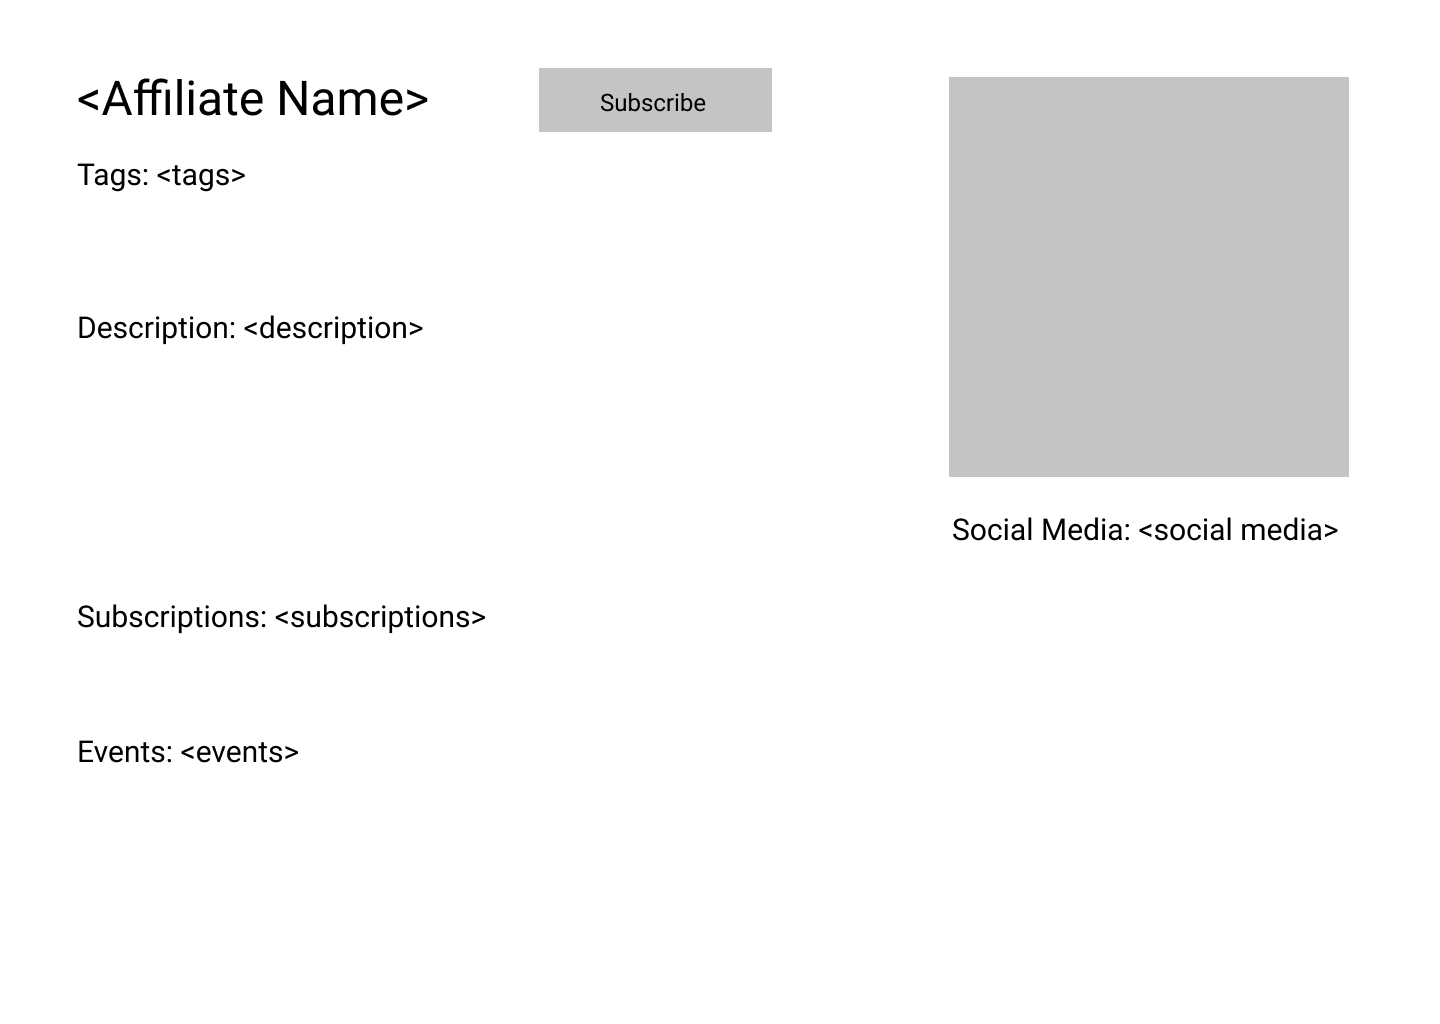 <Affiliate Name>
Subscribe
Tags: <tags>
Description: <description>
Social Media: <social media>
Subscriptions: <subscriptions>
Events: <events>